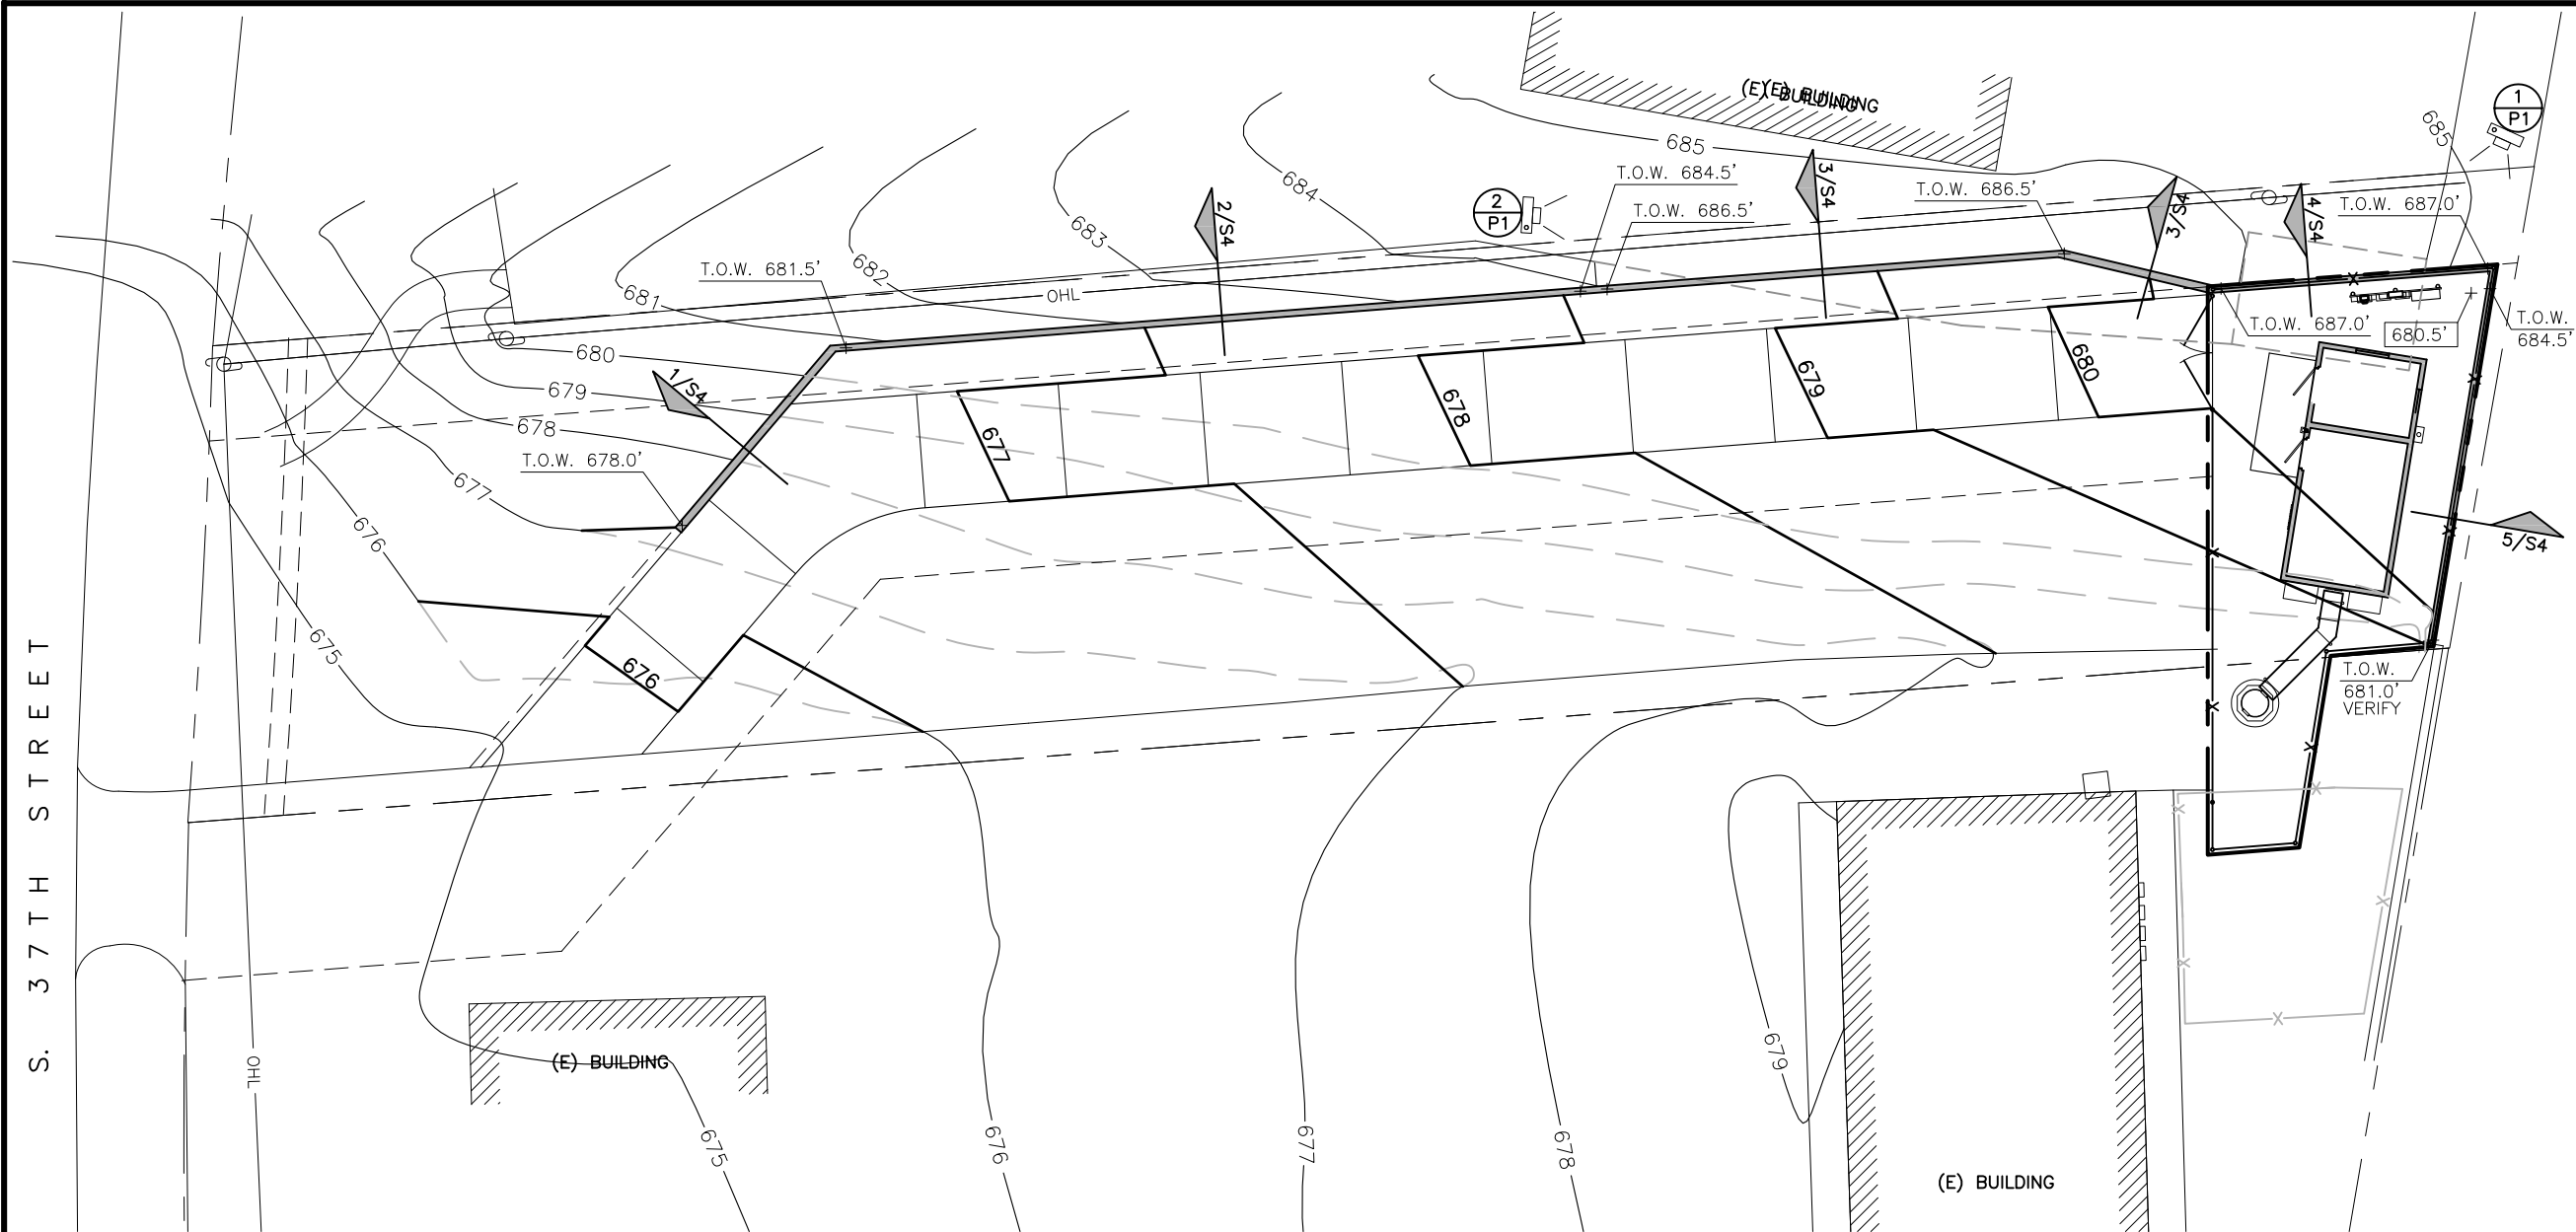 (E) BUILDING
(E) BUILDING
1
P1
685
685
684
683
682
681
680
679
678
677
676
675
2
P1
T.O.W. 684.5'
T.O.W. 686.5'
T.O.W. 686.5'
T.O.W. 687.0'
T.O.W. 681.5'
T.O.W. 678.0'
T.O.W. 687.0'
680.5'
T.O.W.
684.5'
T.O.W.
681.0'
VERIFY
OHL
OHL
1/S4
2/S4
3/S4
3/S4
4/S4
5/S4
676
677
678
679
680
S. 37TH STREET
(E) BUILDING
675
676
677
678
679
(E) BUILDING